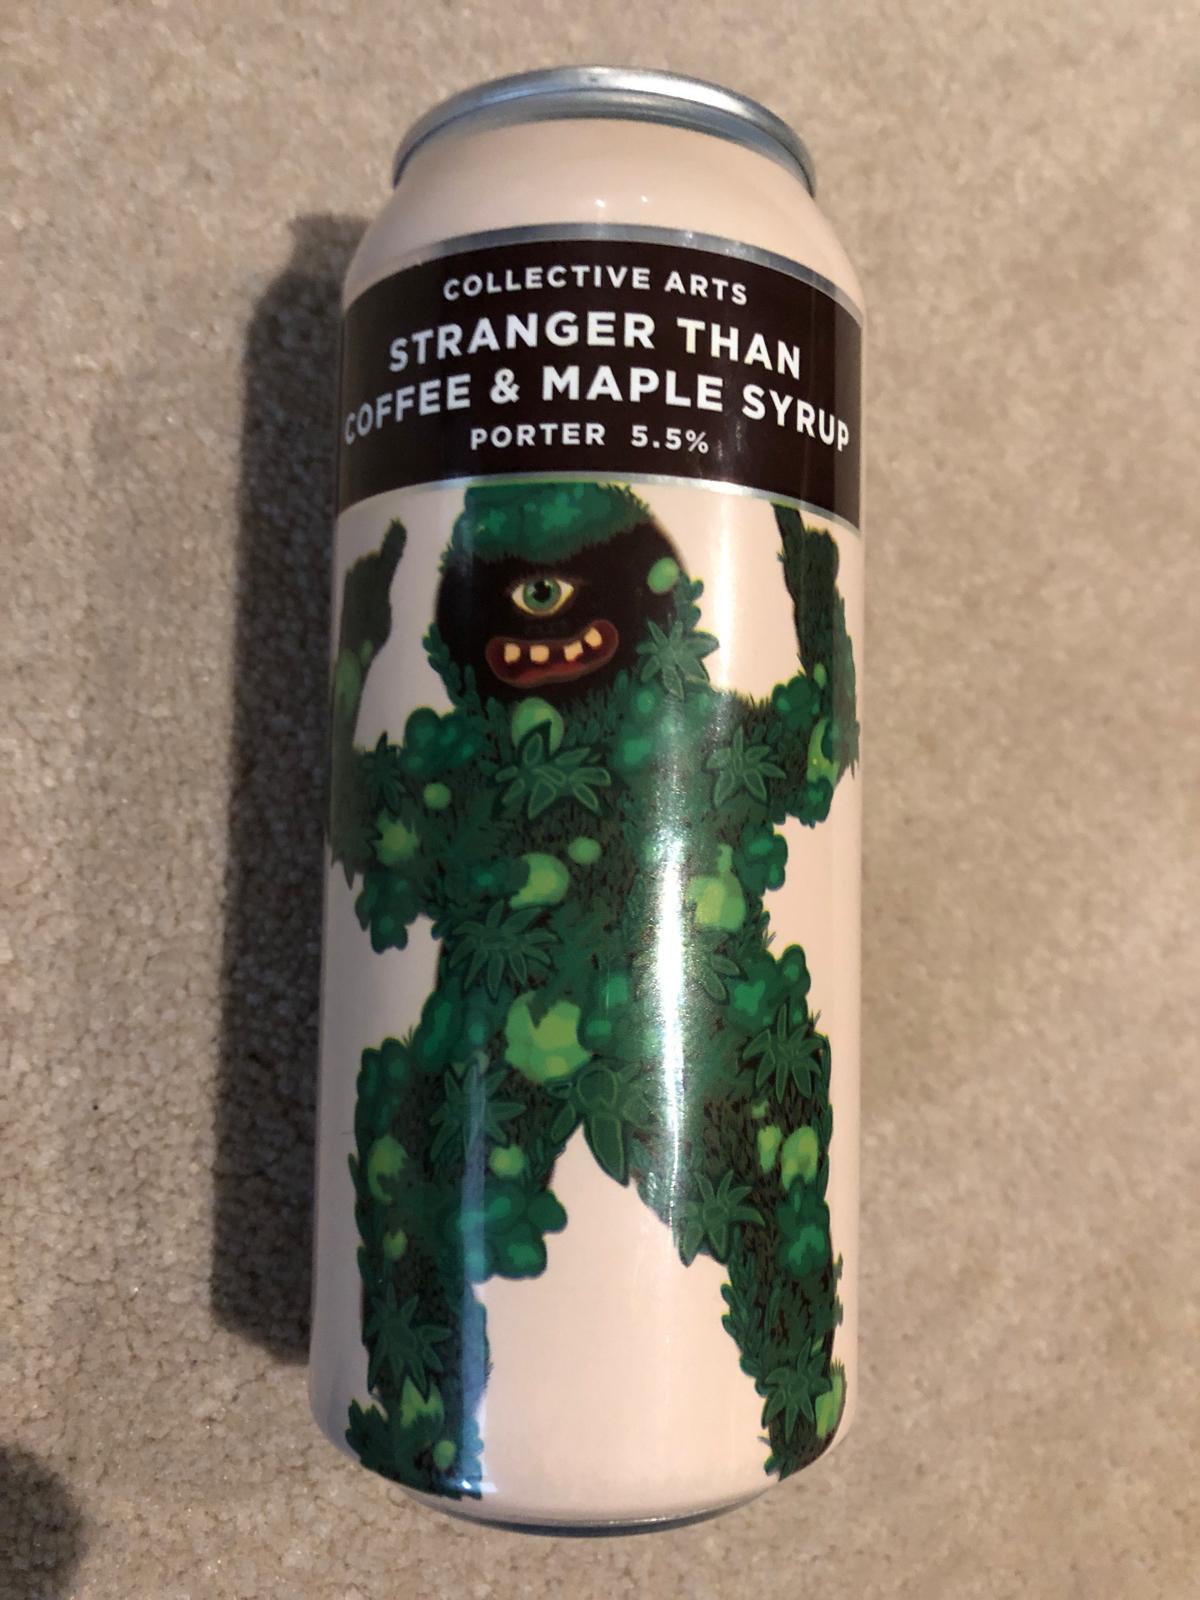 COLLECTIVE ARTS
STRANGER THAN
COFFEE & MAPLE SYRUP
PORTER 5.5%